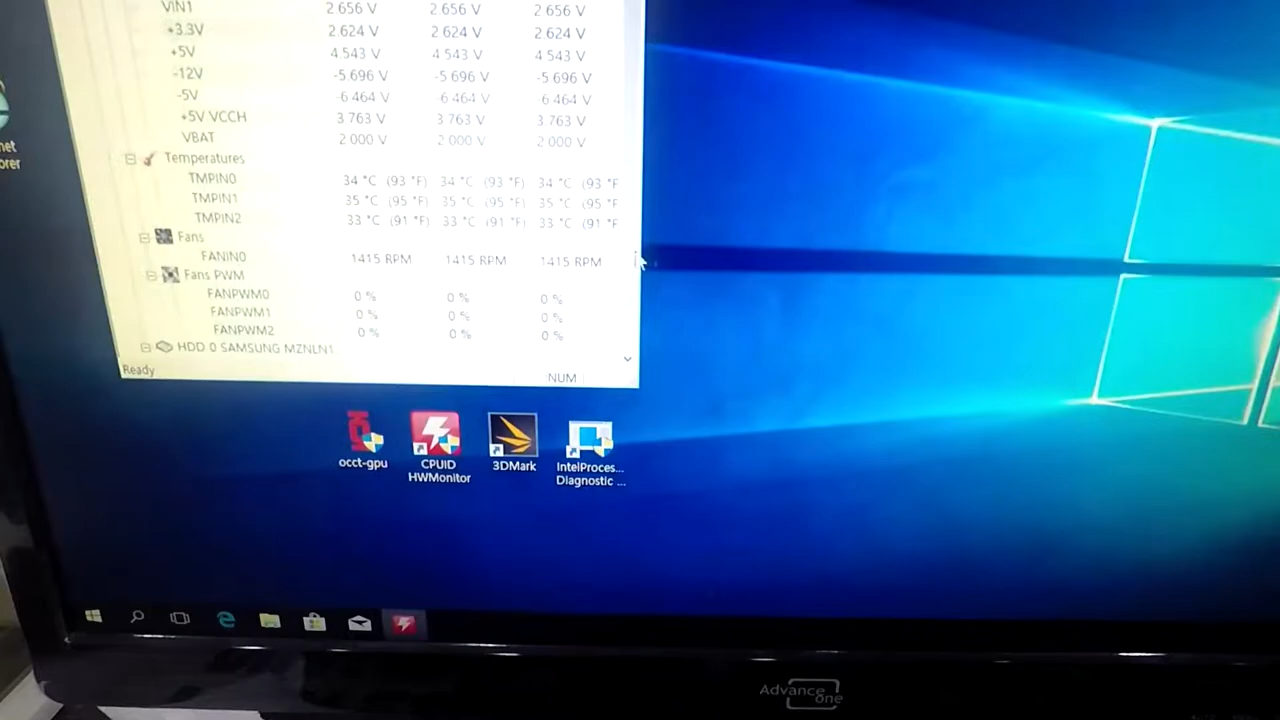 VIN1 2.656 V 2.656 V 2.656 V
+3.3V 2.624 V 2.624 V 2.624 V
+5V 4.543 V 4.543 V 4.543 V
-12V -5.696 V -5.696 V -5.696 V
-5V -6.464 V -6.464 V -6.464 V
+5V VCCH 3.763 V 3.763 V 3.763 V
VBAT 2.000 V 2.000 V 2.000 V
Temperatures
TMPIN0 34 °C (93 °F) 34 °C (93 °F) 34 °C (93 °F
TMPIN1 35 °C (95 °F) 35 °C (95 °F) 35 °C (95 °F
TMPIN2 33 °C (91 °F) 33 °C (91 °F) 33 °C (91 °F
Fans
FANIN0 1415 RPM 1415 RPM 1415 RPM
Fans PWM
FANPWM0 0 % 0 % 0 %
FANPWM1 0 % 0 % 0 %
FANPWM2 0 % 0 % 0 %
HDD 0 SAMSUNG MZNLN1
Ready NUM
net
orer
occt-gpu
CPUID
HWMonitor
3DMark
IntelProces...
Diagnostic ...
Advance
one